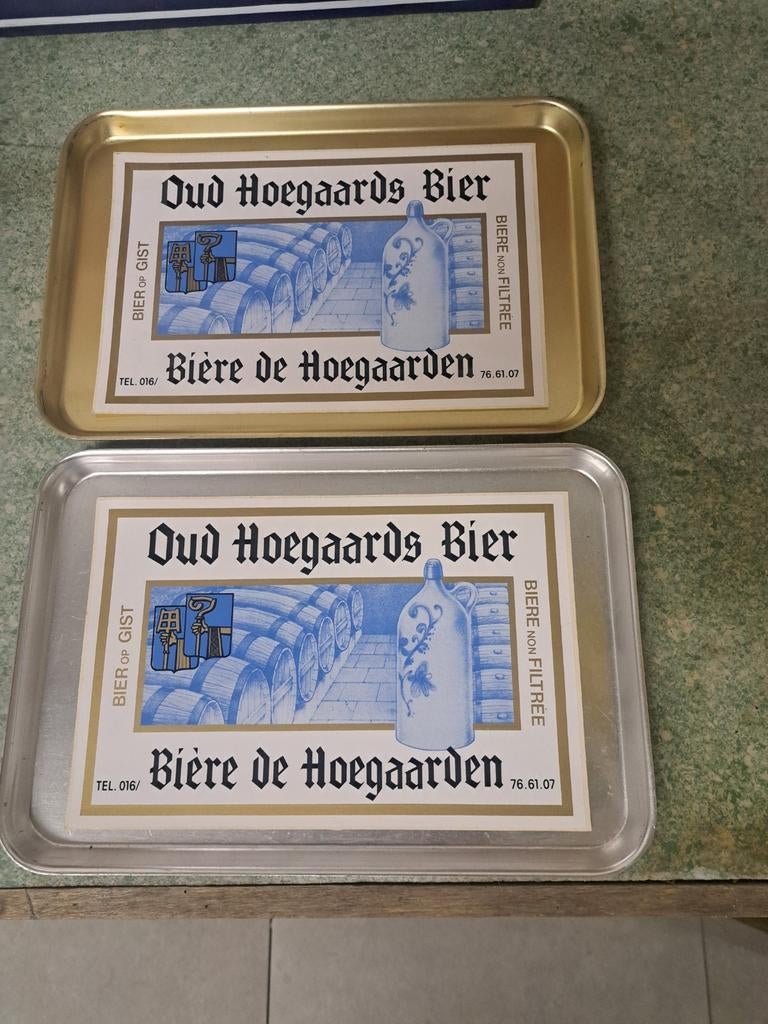 Oud Hoegaards Bier
BIER OP GIST
BIERE NON FILTRÉE
TEL. 016/ Bière de Hoegaarden 76.61.07
Oud Hoegaards Bier
BIER OP GIST
BIERE NON FILTRÉE
TEL. 016/ Bière de Hoegaarden 76.61.07